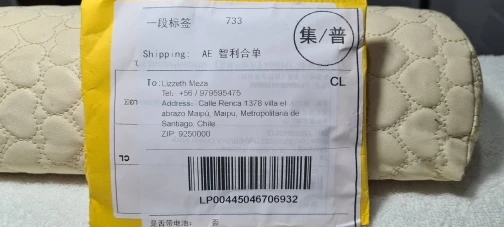 一段标签 733
集/普
Shipping: AE 智利合单
CL
To: Lizzeth Meza
Tel: +56 / 979595475
Address: Calle Renca 1378 villa el
abrazo Maipú, Maipu, Metropolitana de
Santiago, Chile
ZIP 9250000
CL
LP00445046706932
是否带电池: 否